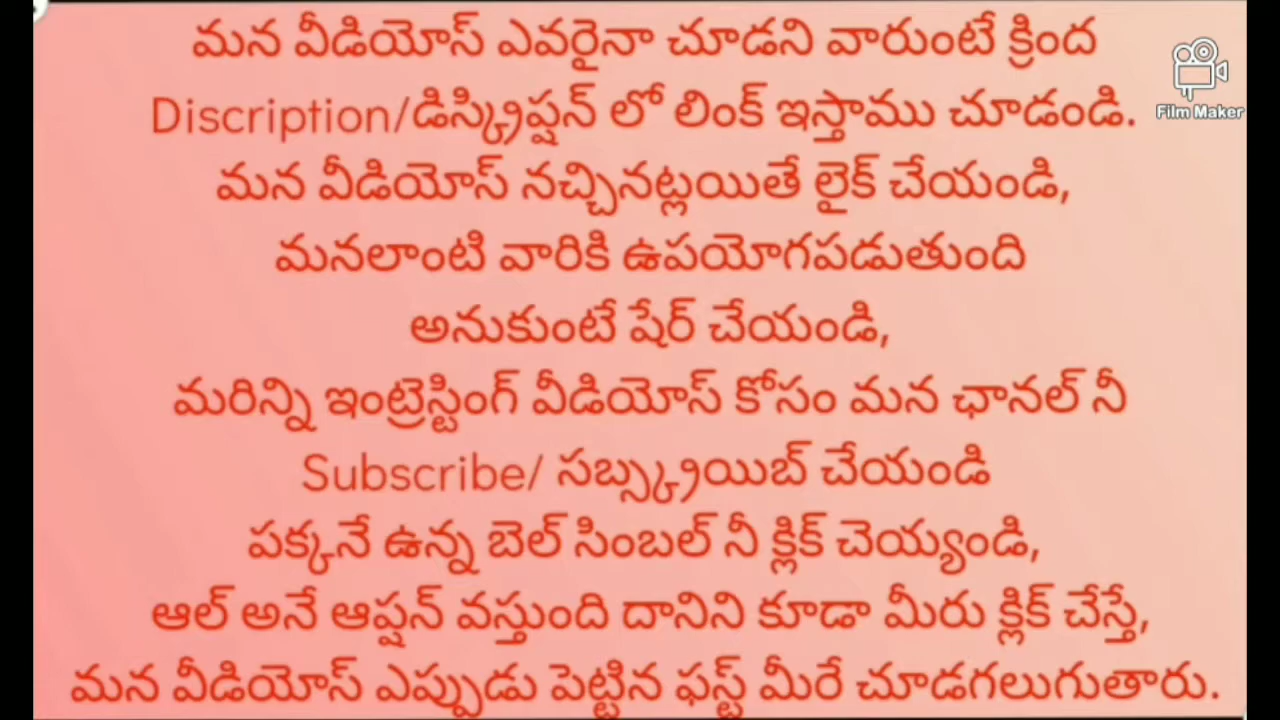 మన వీడియోస్ ఎవరైనా చూడని వారుంటే క్రింద
Discription/డిస్క్రిప్షన్ లో లింక్ ఇస్తాము చూడండి.
మన వీడియోస్ నచ్చినట్లయితే లైక్ చేయండి,
మనలాంటి వారికి ఉపయోగపడుతుంది
అనుకుంటే షేర్ చేయండి,
మరిన్ని ఇంట్రెస్టింగ్ వీడియోస్ కోసం మన ఛానల్ నీ
Subscribe/ సబ్స్క్రయిబ్ చేయండి
పక్కనే ఉన్న బెల్ సింబల్ నీ క్లిక్ చెయ్యండి,
ఆల్ అనే ఆప్షన్ వస్తుంది దానిని కూడా మీరు క్లిక్ చేస్తే,
మన వీడియోస్ ఎప్పుడు పెట్టిన ఫస్ట్ మీరే చూడగలుగుతారు.
Film Maker